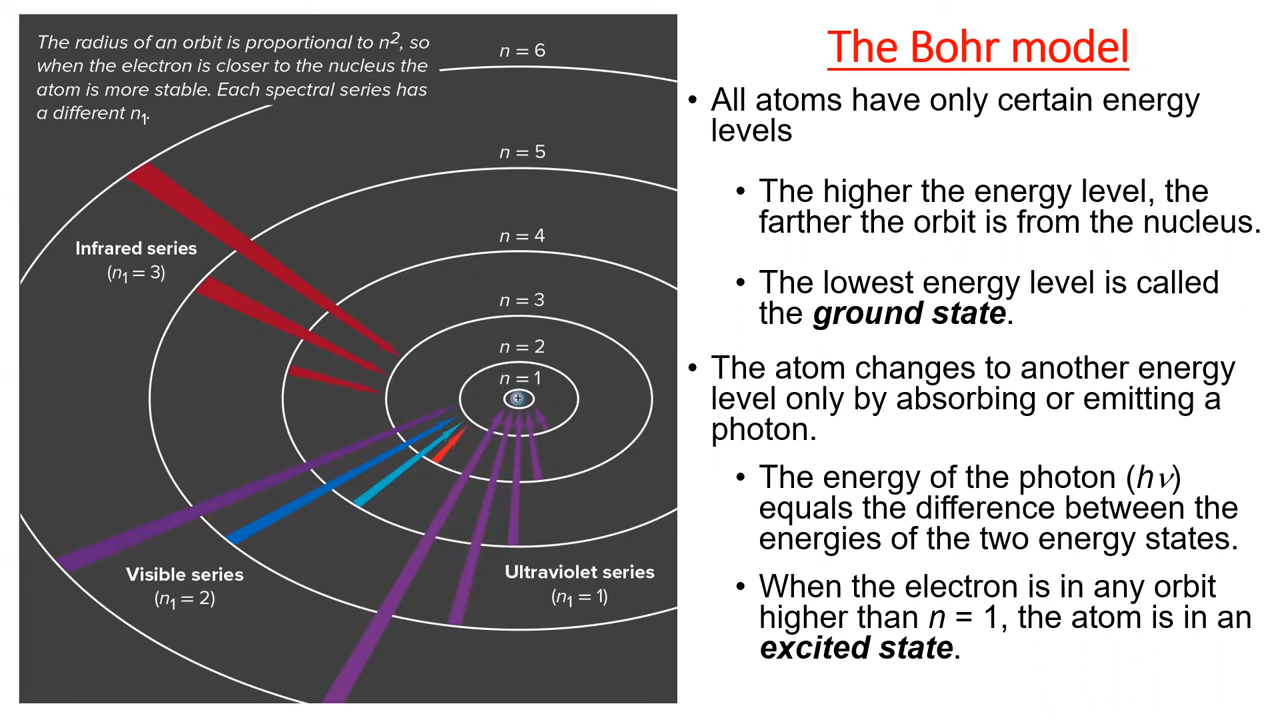 The radius of an orbit is proportional to n², so
when the electron is closer to the nucleus the
atom is more stable. Each spectral series has
a different n₁.
n = 6
n = 5
n = 4
n = 3
n = 2
n = 1
Infrared series
(n₁ = 3)
Visible series
(n₁ = 2)
Ultraviolet series
(n₁ = 1)
The Bohr model
• All atoms have only certain energy
levels
• The higher the energy level, the
farther the orbit is from the nucleus.
• The lowest energy level is called
the ground state.
• The atom changes to another energy
level only by absorbing or emitting a
photon.
• The energy of the photon (hν)
equals the difference between the
energies of the two energy states.
• When the electron is in any orbit
higher than n = 1, the atom is in an
excited state.